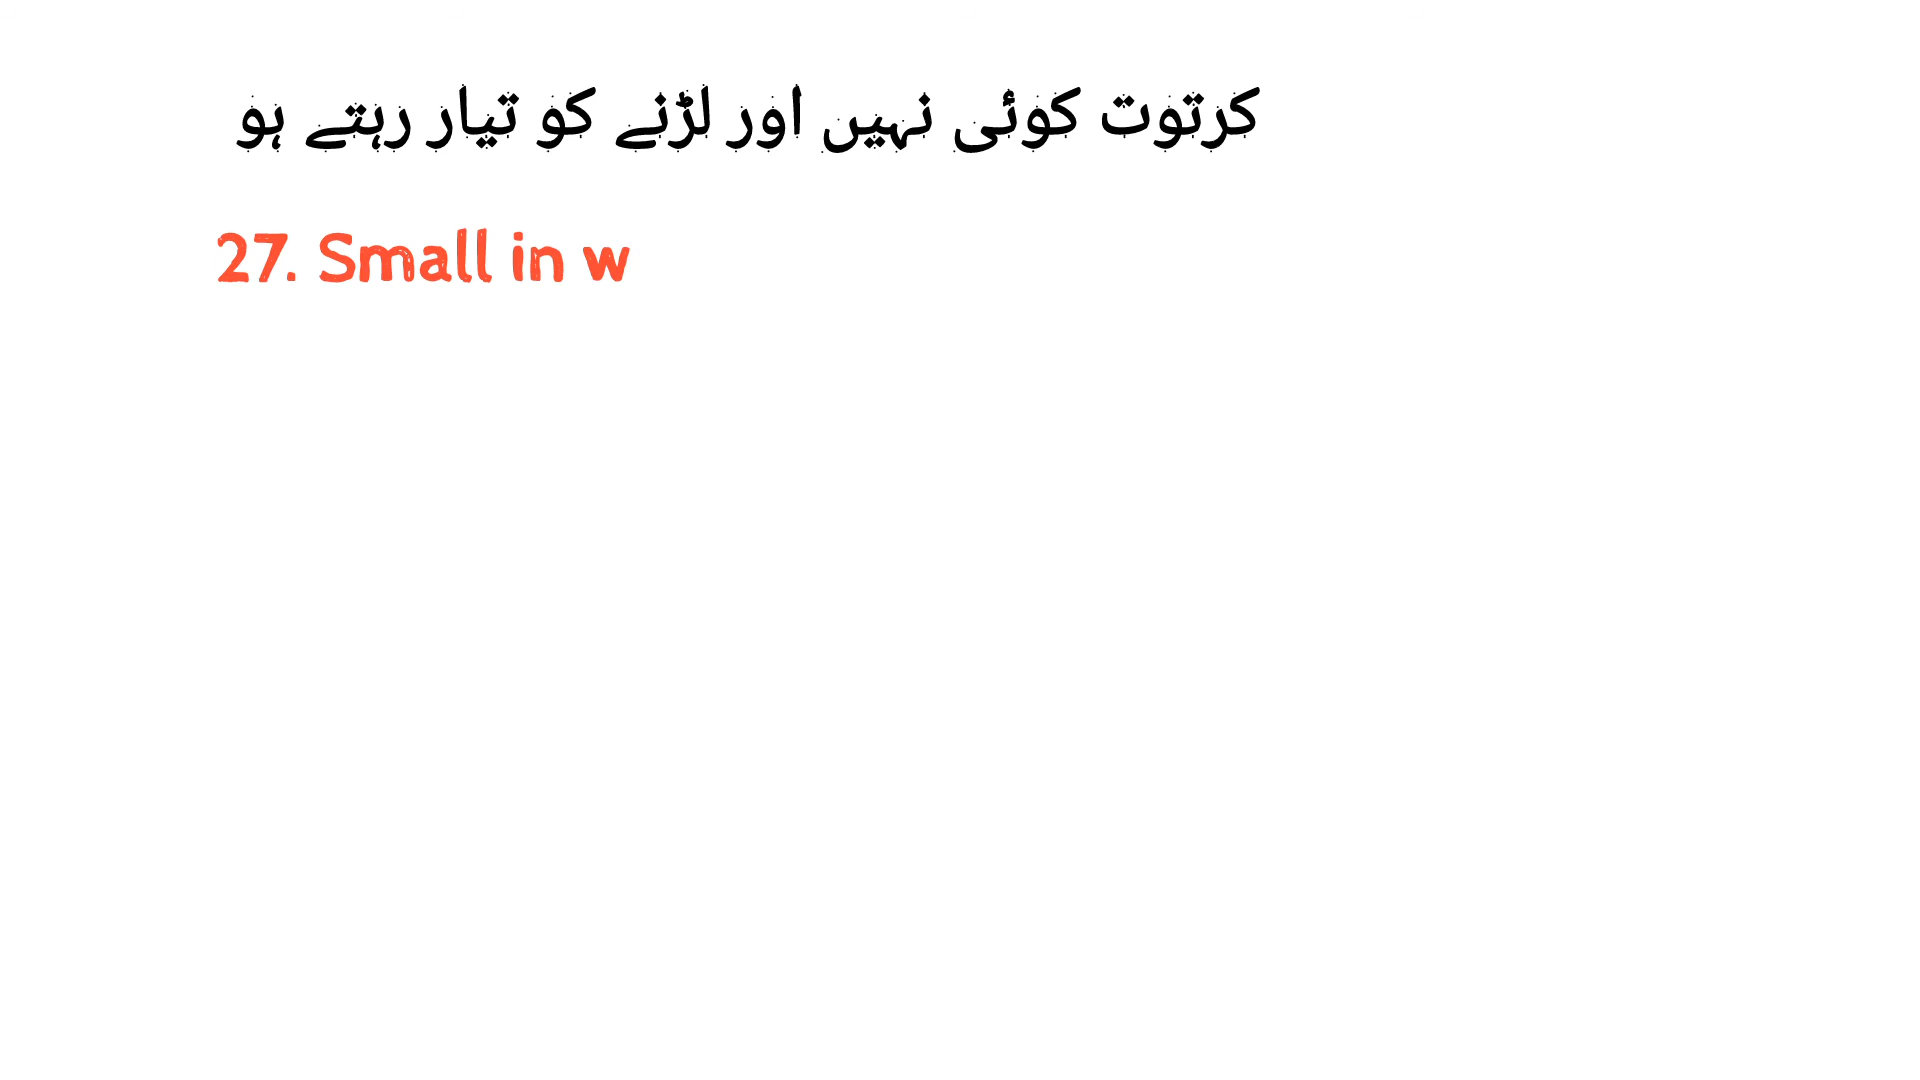 کرتوت کوئی نہیں اور لڑنے کو تیار رہتے ہو
27. Small in w